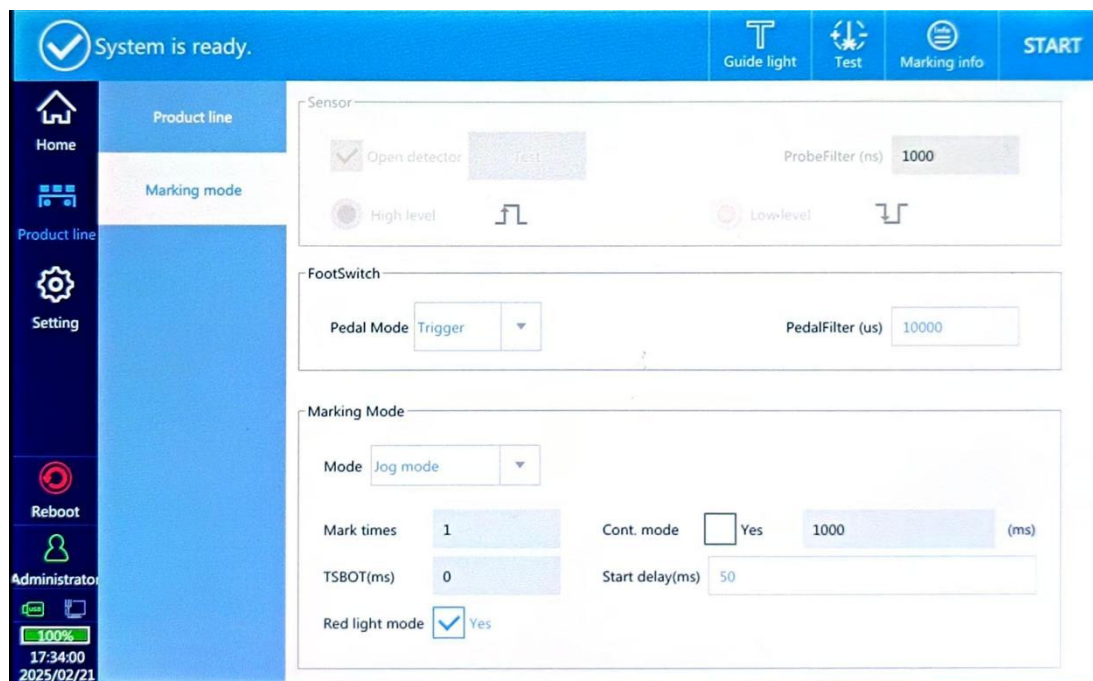 System is ready.
Guide light
Test
Info
Marking info
START
Home
Product line
Setting
Reboot
Administrator
USB
100%
17:34:00
2025/02/21
Product line
Marking mode
Sensor
Open detector Test ProbeFilter (ns) 1000
High level Low-level
FootSwitch
Pedal Mode Trigger PedalFilter (us) 10000
Marking Mode
Mode Jog mode
Mark times 1 Cont. mode Yes 1000 (ms)
TSBOT(ms) 0 Start delay(ms) 50
Red light mode Yes